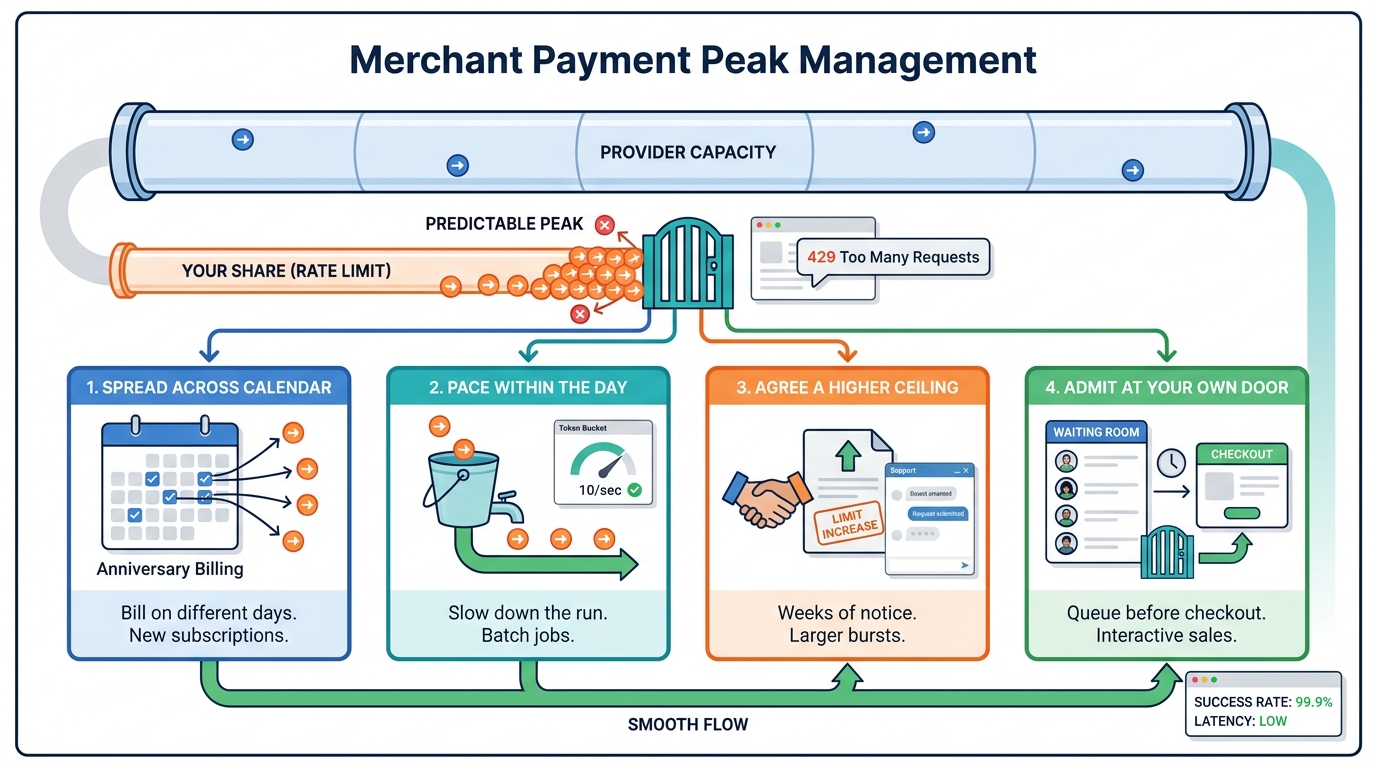 Merchant Payment Peak Management
PROVIDER CAPACITY
PREDICTABLE PEAK
YOUR SHARE (RATE LIMIT)
429 Too Many Requests
1. SPREAD ACROSS CALENDAR
Anniversary Billing
Bill on different days.
New subscriptions.
2. PACE WITHIN THE DAY
Token Bucket
10/sec
Slow down the run.
Batch jobs.
3. AGREE A HIGHER CEILING
LIMIT
INCREASE
Support
Request submitted
Weeks of notice.
Larger bursts.
4. ADMIT AT YOUR OWN DOOR
WAITING ROOM
CHECKOUT
Queue before checkout.
Interactive sales.
SMOOTH FLOW
SUCCESS RATE: 99.9%
LATENCY: LOW